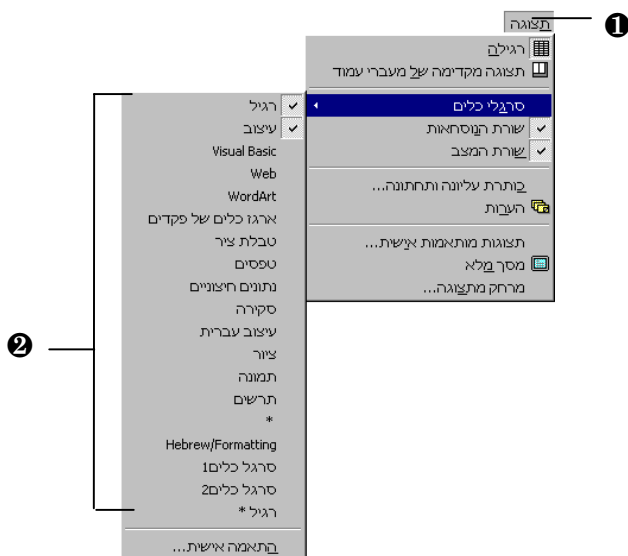 תצוגה
❶
רגילה
תצוגה מקדימה של מעברי עמוד
סרגלי כלים
שורת הנוסחאות
שורת המצב
כותרת עליונה ותחתונה...
הערות
תצוגות מותאמות אישית...
מסך מלא
מרחק מתצוגה...
❷
רגיל
עיצוב
Visual Basic
Web
WordArt
ארגז כלים של פקדים
טבלת ציר
טפסים
נתונים חיצוניים
סקירה
עיצוב עברית
ציור
תמונה
תרשים
*
Hebrew/Formatting
סרגל כלים1
סרגל כלים2
רגיל *
התאמה אישית...